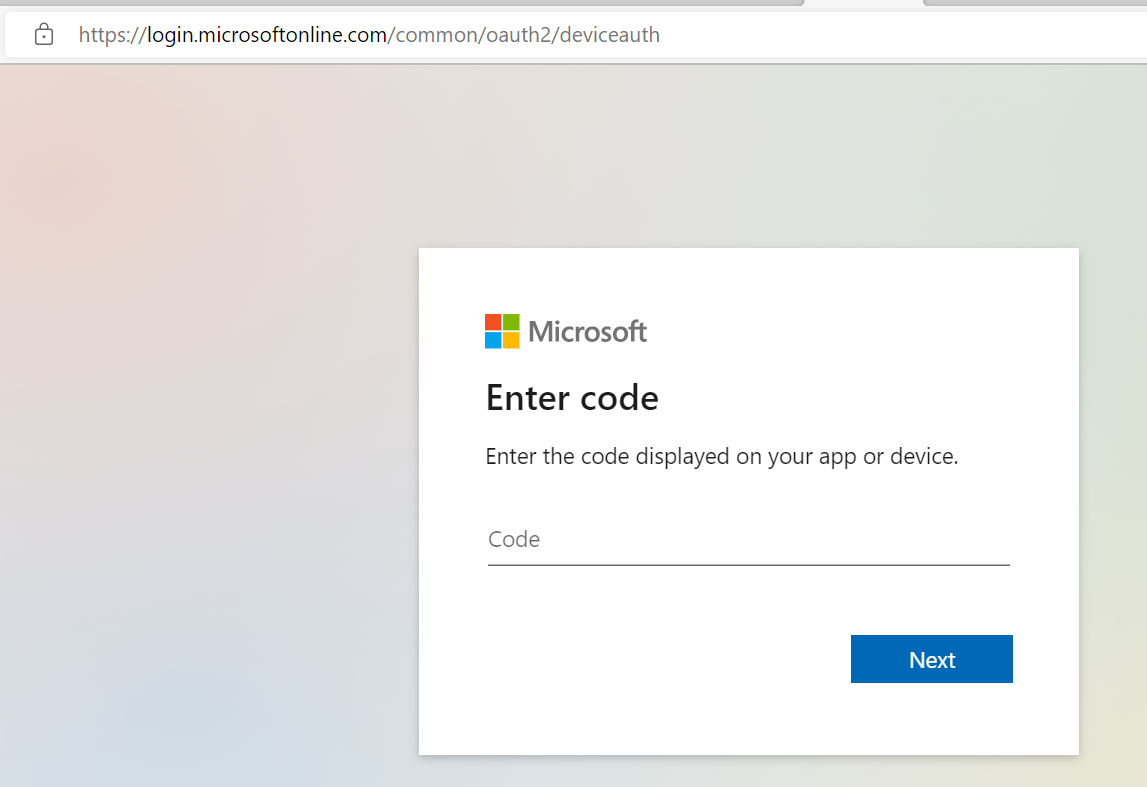 https://login.microsoftonline.com/common/oauth2/deviceauth
Microsoft
Enter code
Enter the code displayed on your app or device.
Code
Next